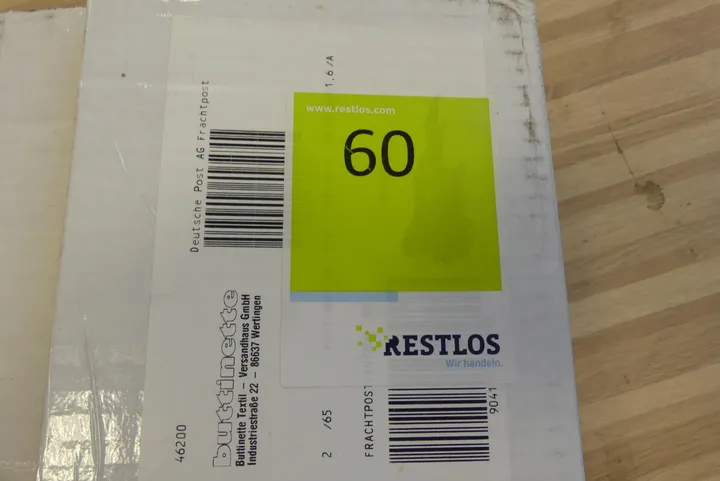 www.restlos.com
60
RESTLOS
Wir handeln.
Deutsche Post AG Frachtpost
1.6/A
buttinette
Buttinette Textil – Versandhaus GmbH
Industriestraße 22 – 86637 Wertingen
46200
2 /65
FRACHTPOST
9041